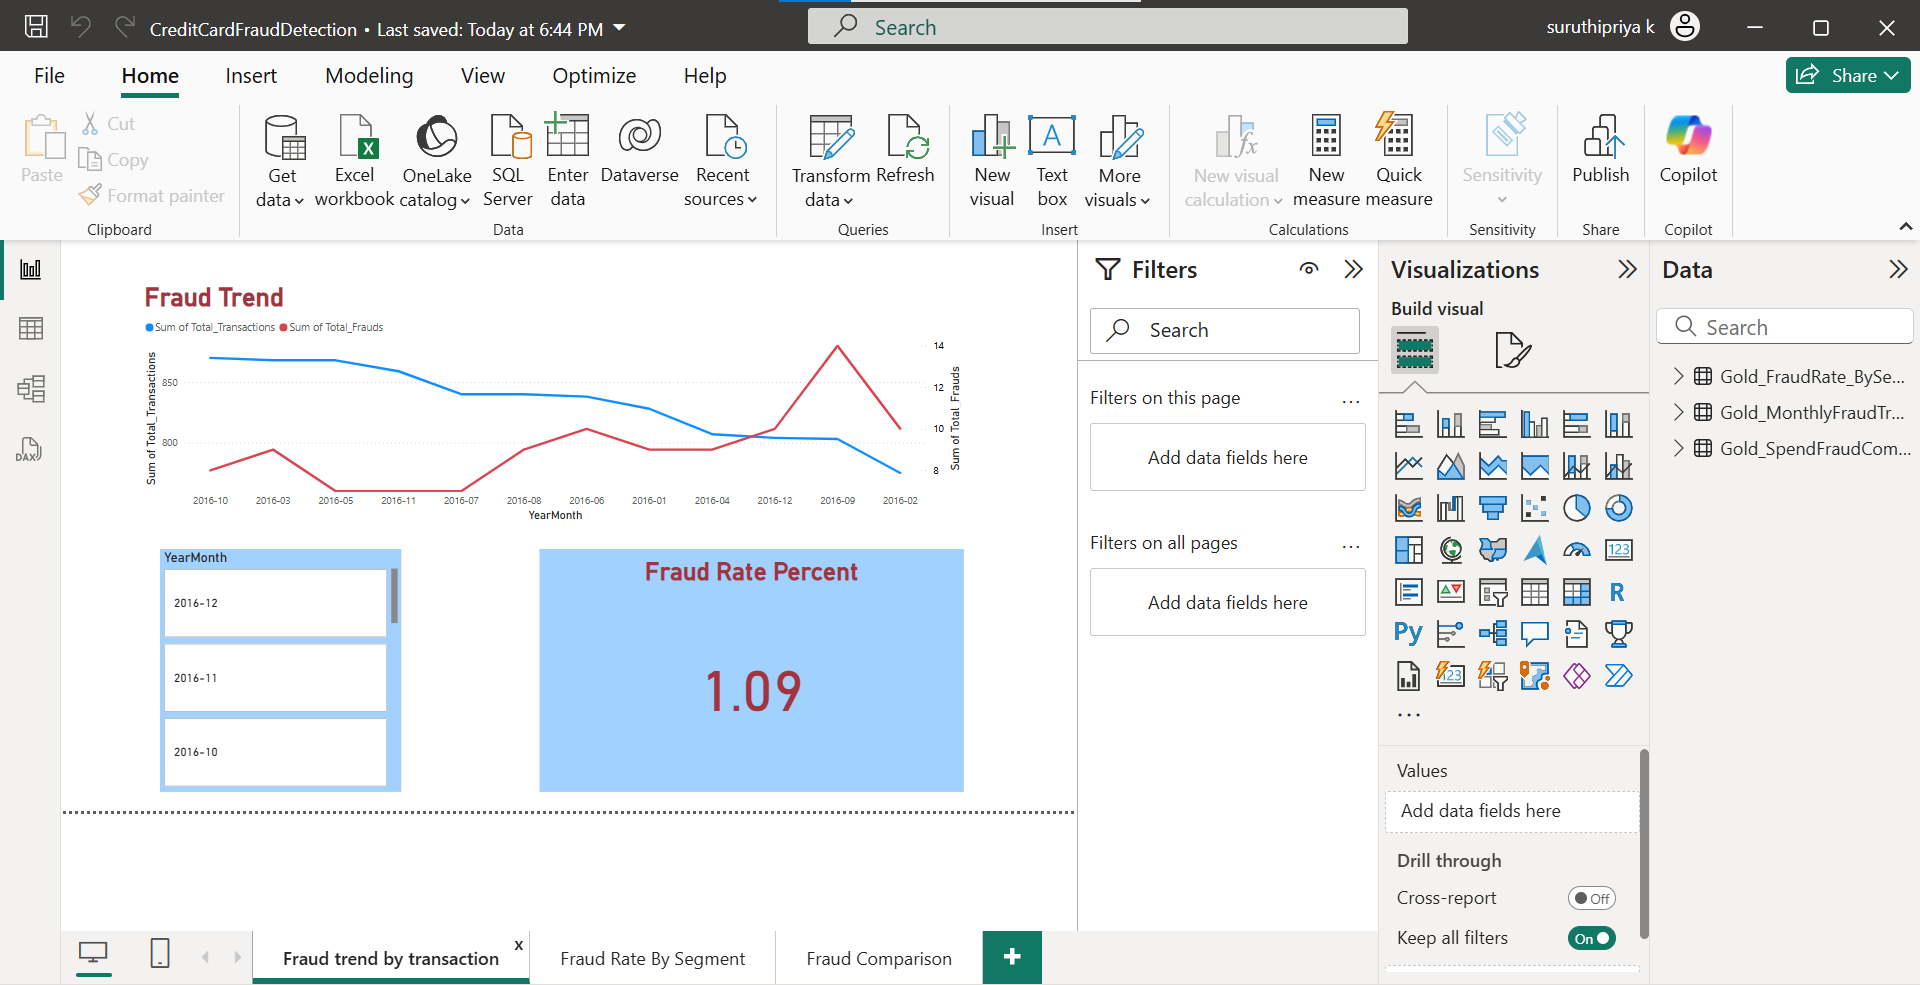 CreditCardFraudDetection • Last saved: Today at 6:44 PM
Search
suruthipriya k
File
Home
Insert
Modeling
View
Optimize
Help
Share
Paste
Cut
Copy
Format painter
Clipboard
Get data
Excel workbook
OneLake catalog
SQL Server
Enter data
Dataverse
Recent sources
Data
Transform data
Refresh
Queries
New visual
Text box
More visuals
Insert
New visual calculation
New measure
Quick measure
Calculations
Sensitivity
Sensitivity
Publish
Share
Copilot
Copilot
DAX
Fraud Trend
Sum of Total_Transactions
Sum of Total_Frauds
Sum of Total_Transactions
850
800
14
12
10
8
Sum of Total_Frauds
2016-10 2016-03 2016-05 2016-11 2016-07 2016-08 2016-06 2016-01 2016-04 2016-12 2016-09 2016-02
YearMonth
YearMonth
2016-12
2016-11
2016-10
Fraud Rate Percent
1.09
Filters
Search
Filters on this page
...
Add data fields here
Filters on all pages
...
Add data fields here
Visualizations
Build visual
123
R
Py
123
...
Values
Add data fields here
Drill through
Cross-report
Off
Keep all filters
On
Data
Search
Gold_FraudRate_BySe...
Gold_MonthlyFraudTr...
Gold_SpendFraudCom...
Fraud trend by transaction
x
Fraud Rate By Segment
Fraud Comparison
+